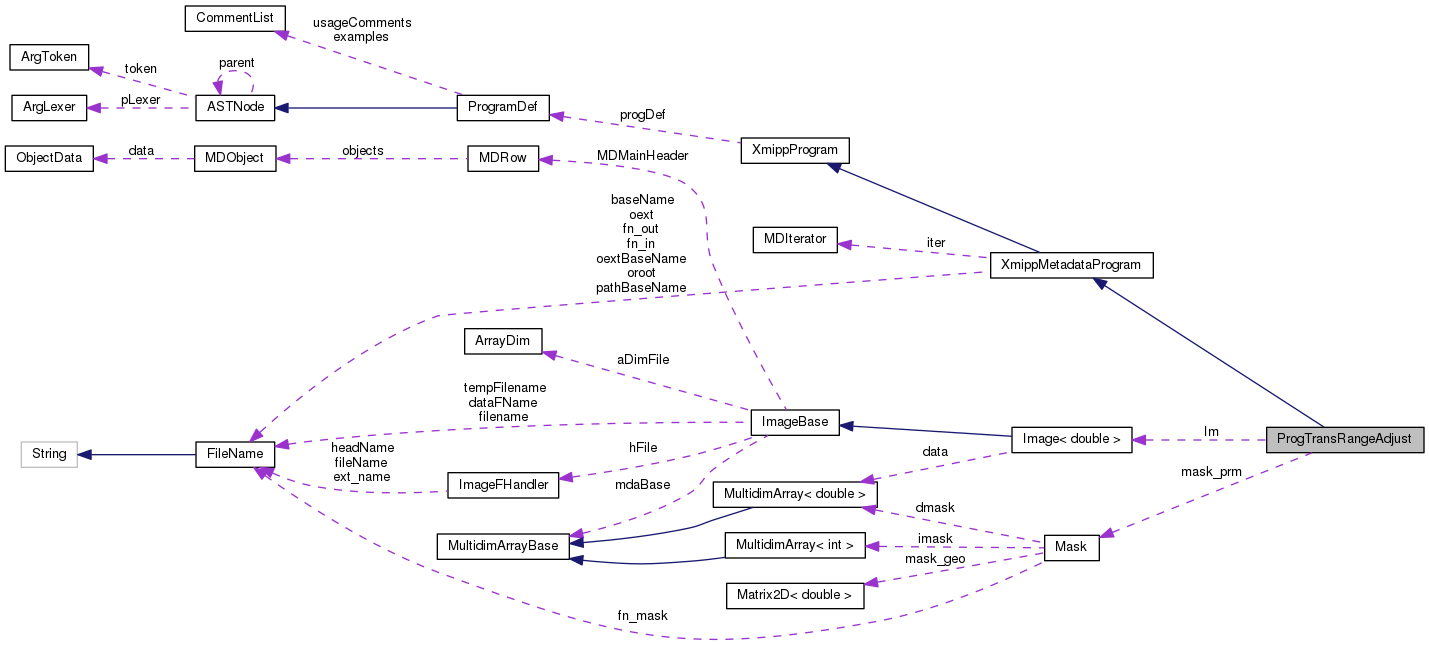 CommentList
usageComments
examples
ArgToken
token
parent
ArgLexer
pLexer
ASTNode
ProgramDef
progDef
XmippProgram
ObjectData
data
MDObject
objects
MDRow
MDMainHeader
baseName
oext
fn_out
fn_in
oextBaseName
oroot
pathBaseName
MDIterator
iter
XmippMetadataProgram
ArrayDim
aDimFile
tempFilename
dataFName
filename
ImageBase
Image< double >
Im
ProgTransRangeAdjust
String
FileName
headName
fileName
ext_name
hFile
ImageFHandler
mdaBase
data
mask_prm
MultidimArray< double >
dmask
MultidimArrayBase
MultidimArray< int >
imask
Mask
mask_geo
Matrix2D< double >
fn_mask